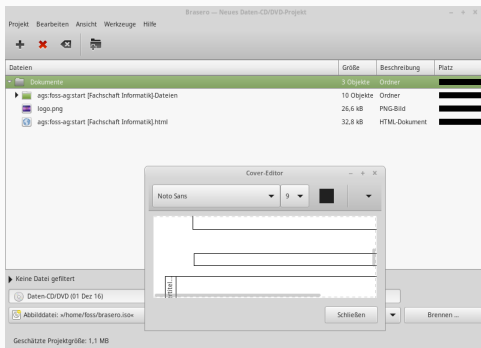 Brasero — Neues Daten-CD/DVD-Projekt
Projekt Bearbeiten Ansicht Werkzeuge Hilfe
Dateien Größe Beschreibung Platz
Dokumente 3 Objekte Ordner
ags:foss-ag:start [Fachschaft Informatik]-Dateien 10 Objekte Ordner
logo.png 26,6 kB PNG-Bild
ags:foss-ag:start [Fachschaft Informatik].html 32,8 kB HTML-Dokument
Cover-Editor
Noto Sans 9
Keine Datei gefiltert
Daten-CD/DVD (01 Dez 16)
Abbilddatei: »/home/foss/brasero.iso«
Schließen
Brennen ...
Geschätzte Projektgröße: 1,1 MB